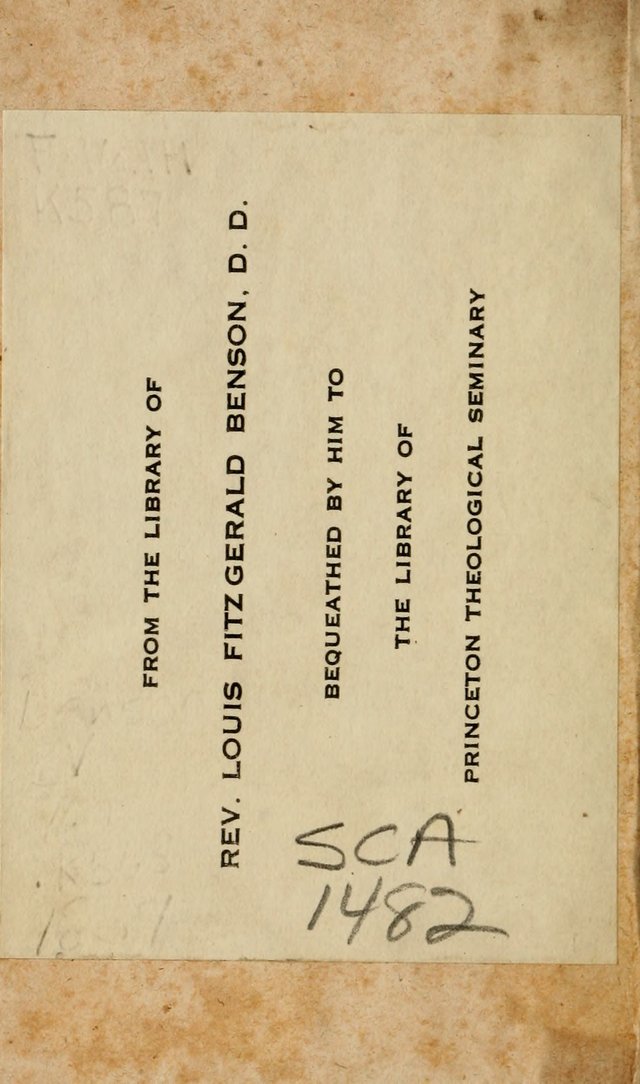 FROM THE LIBRARY OF
REV. LOUIS FITZGERALD BENSON, D. D.
BEQUEATHED BY HIM TO
THE LIBRARY OF
PRINCETON THEOLOGICAL SEMINARY
SCA
1482